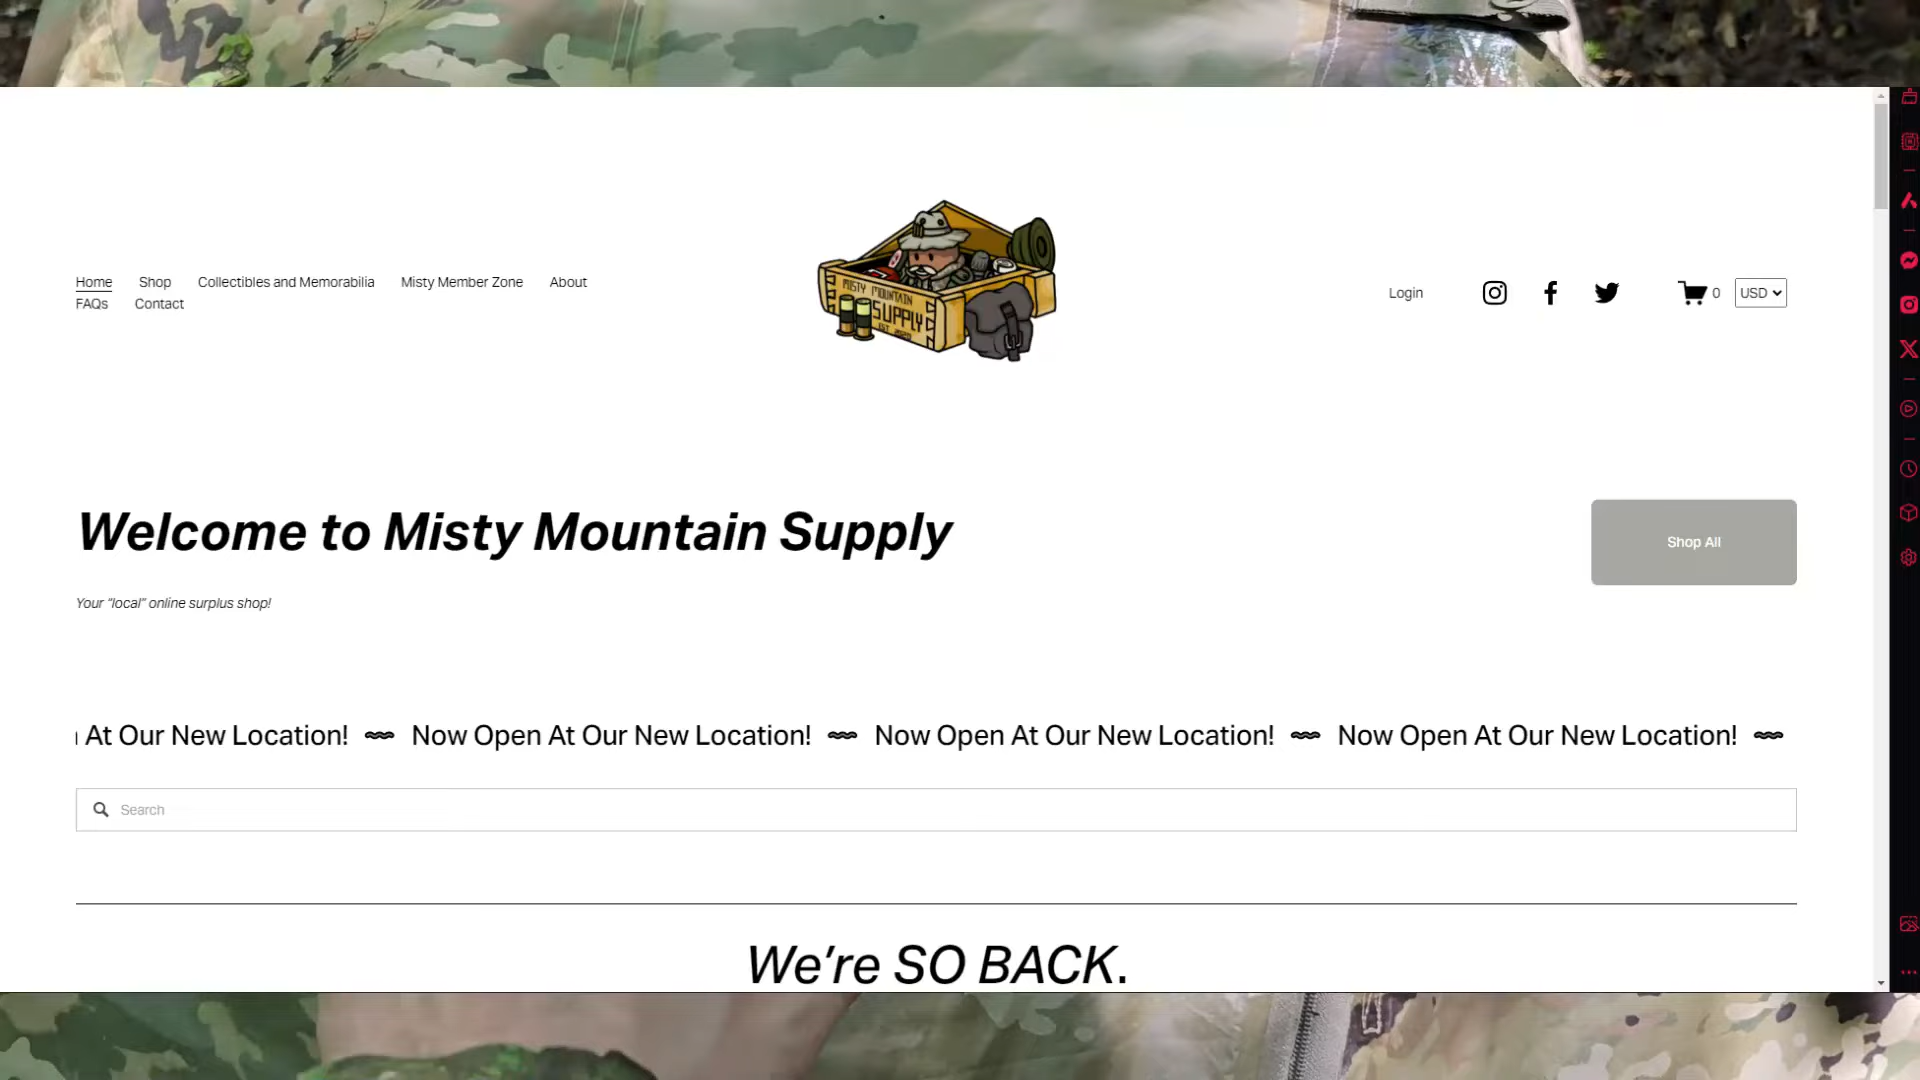 Home Shop Collectibles and Memorabilia Misty Member Zone About
FAQs Contact
MISTY MOUNTAIN
SUPPLY
Login
0
USD
Welcome to Misty Mountain Supply
Shop All
Your “local” online surplus shop!
At Our New Location! Now Open At Our New Location! Now Open At Our New Location! Now Open At Our New Location!
Search
We’re SO BACK.